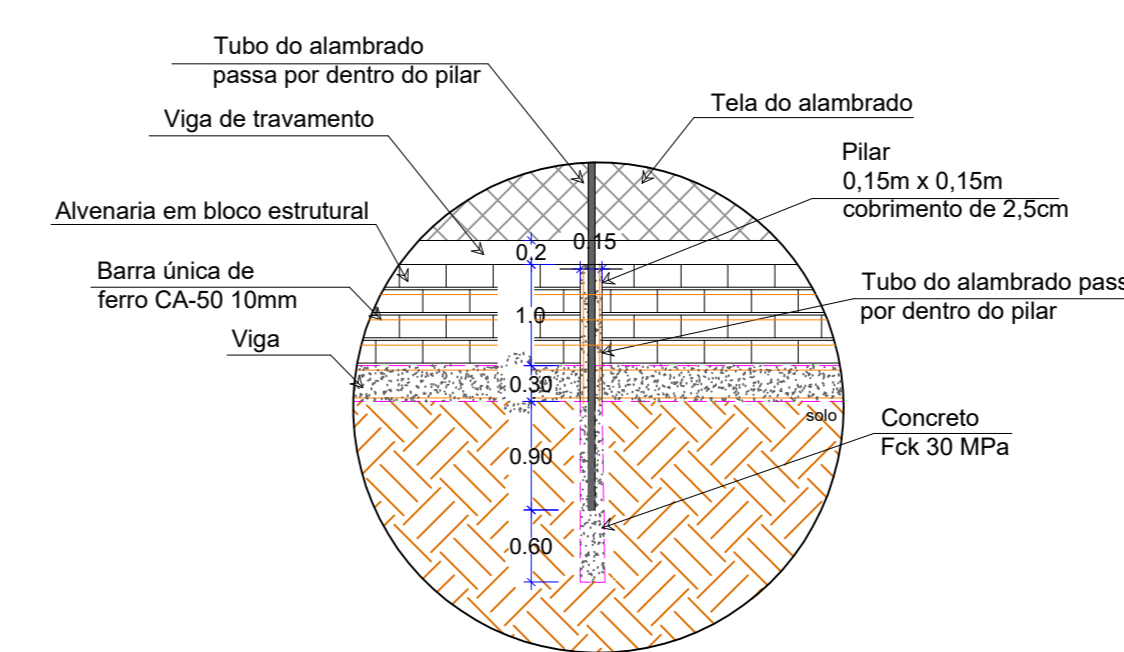 Tubo do alambrado
passa por dentro do pilar
Viga de travamento
Alvenaria em bloco estrutural
Barra única de
ferro CA-50 10mm
Viga
Tela do alambrado
Pilar
0,15m x 0,15m
cobrimento de 2,5cm
Tubo do alambrado pass
por dentro do pilar
Concreto
Fck 30 MPa
solo
0.15
0.2
1.0
0.30
0.90
0.60